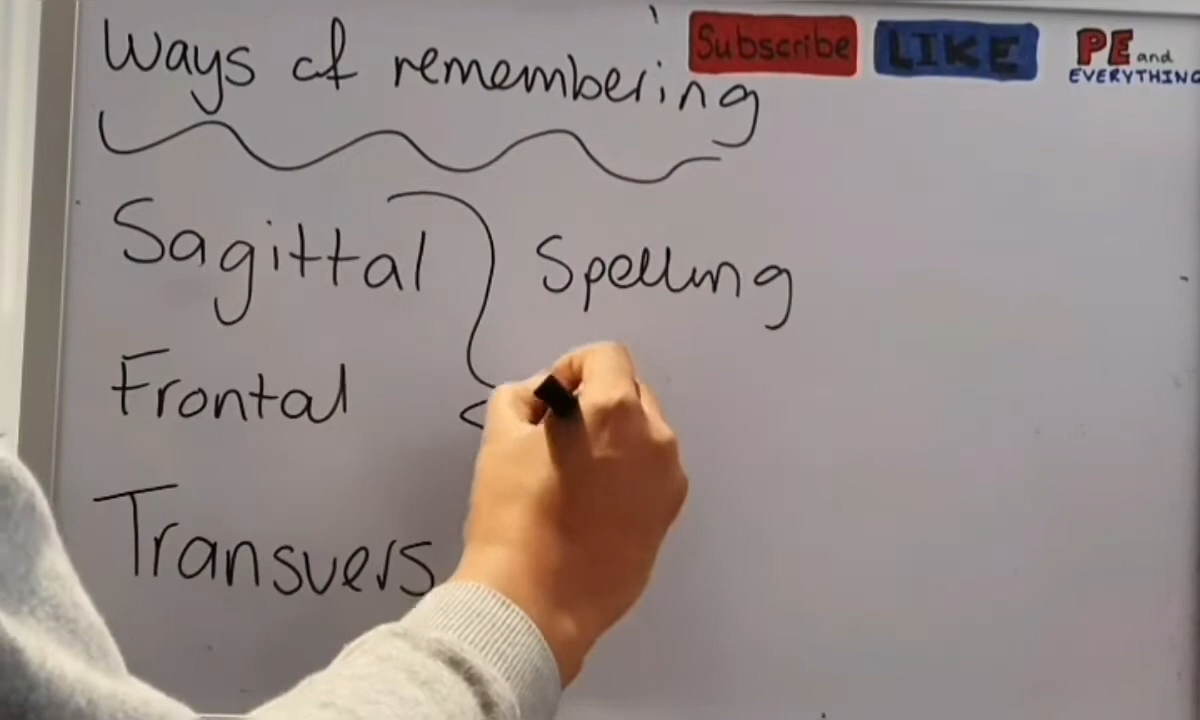 Ways of remembering
Subscribe
LIKE
PE and
EVERYTHING
Sagittal
Spelling
Frontal
Transvers